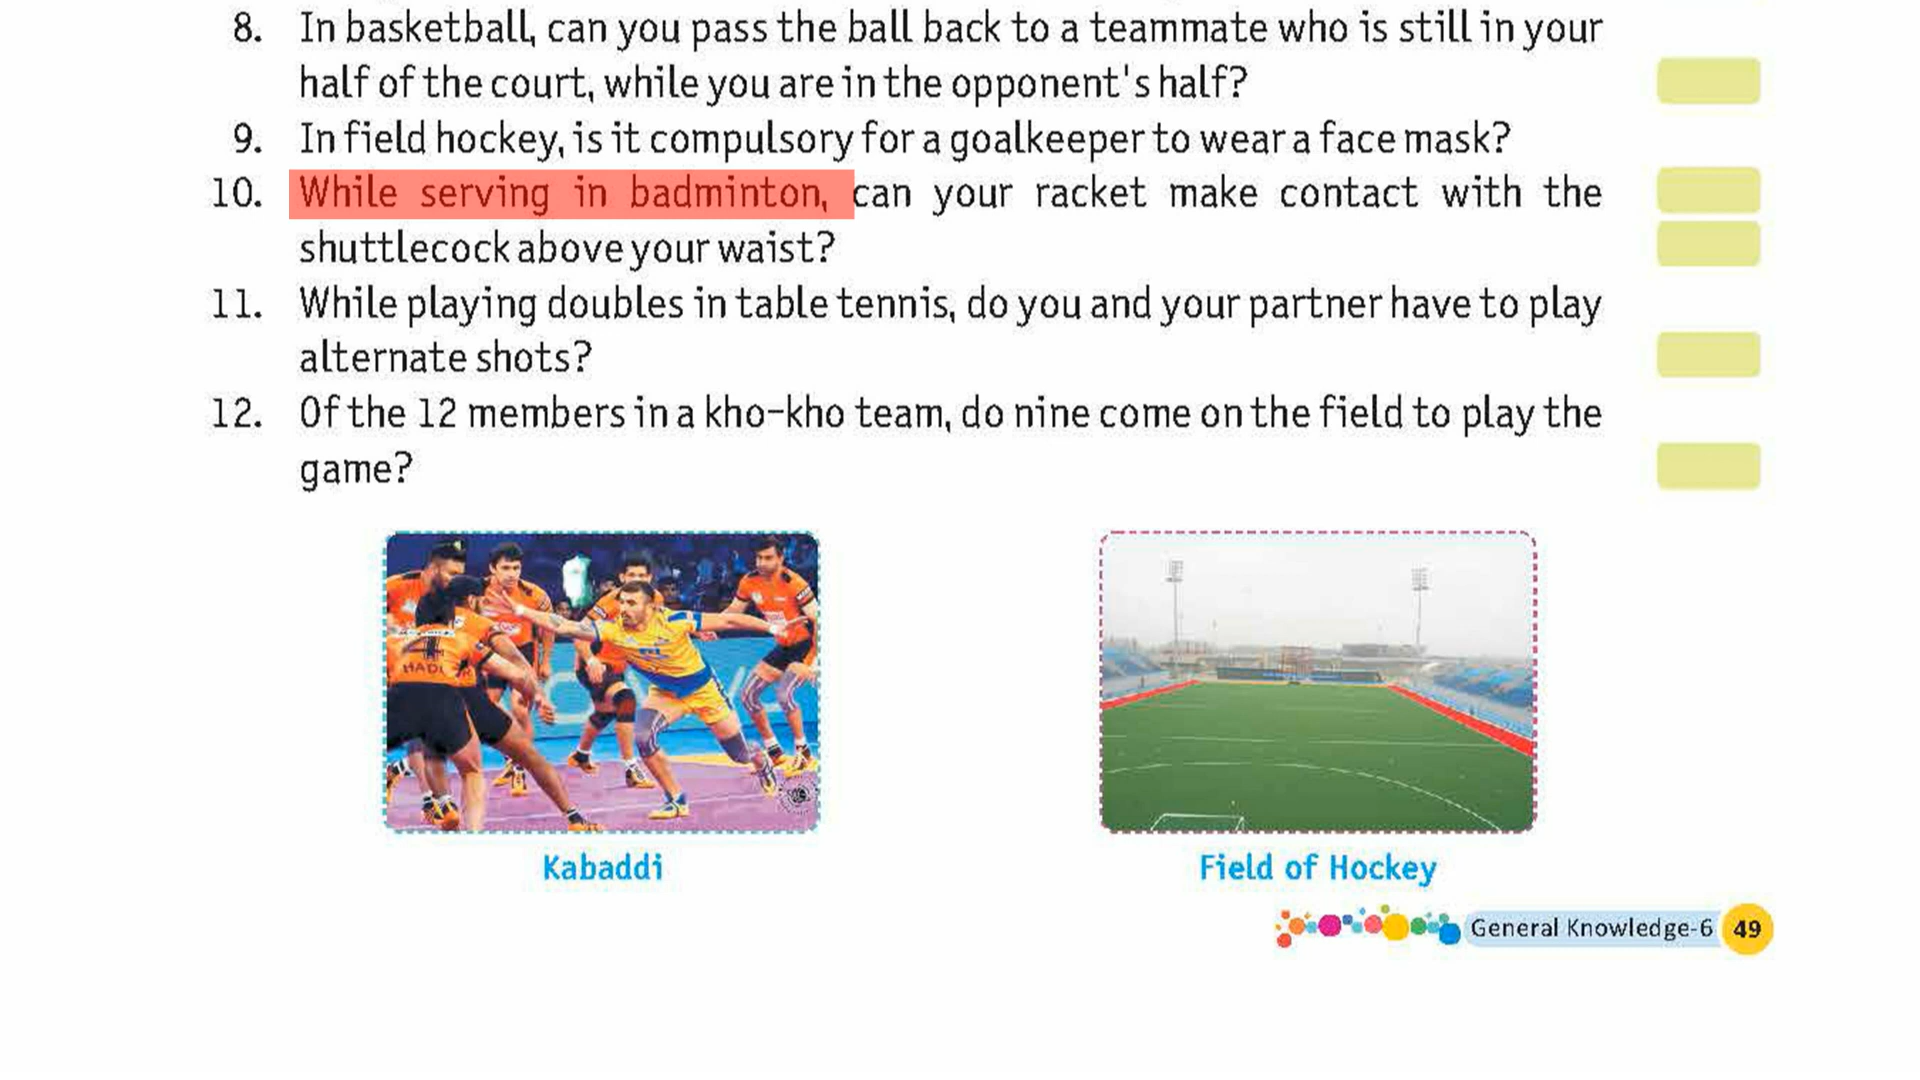 8. In basketball, can you pass the ball back to a teammate who is still in your
half of the court, while you are in the opponent's half?
9. In field hockey, is it compulsory for a goalkeeper to wear a face mask?
10. While serving in badminton, can your racket make contact with the
shuttlecock above your waist?
11. While playing doubles in table tennis, do you and your partner have to play
alternate shots?
12. Of the 12 members in a kho-kho team, do nine come on the field to play the
game?
4
HADI
Kabaddi
Field of Hockey
General Knowledge-6 49